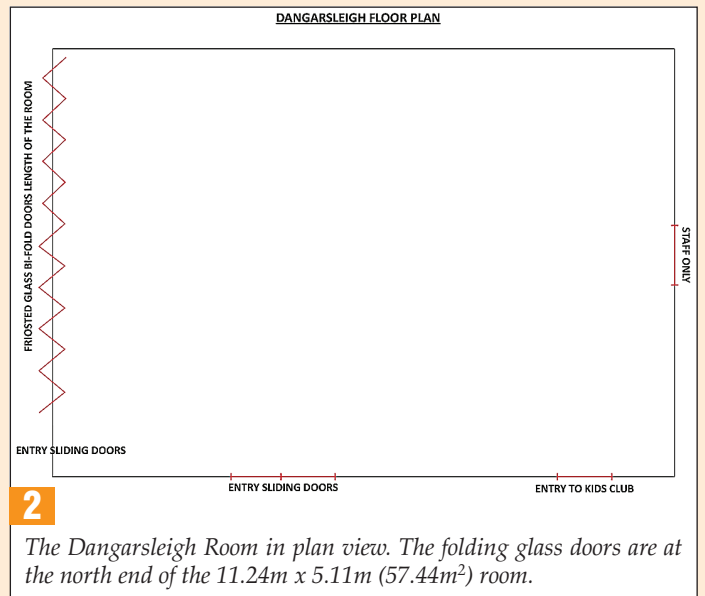 DANGARSLEIGH FLOOR PLAN
FRIOSTED GLASS BI-FOLD DOORS LENGTH OF THE ROOM
STAFF ONLY
ENTRY SLIDING DOORS
ENTRY SLIDING DOORS
ENTRY TO KIDS CLUB
2
The Dangarsleigh Room in plan view. The folding glass doors are at
the north end of the 11.24m x 5.11m (57.44m²) room.